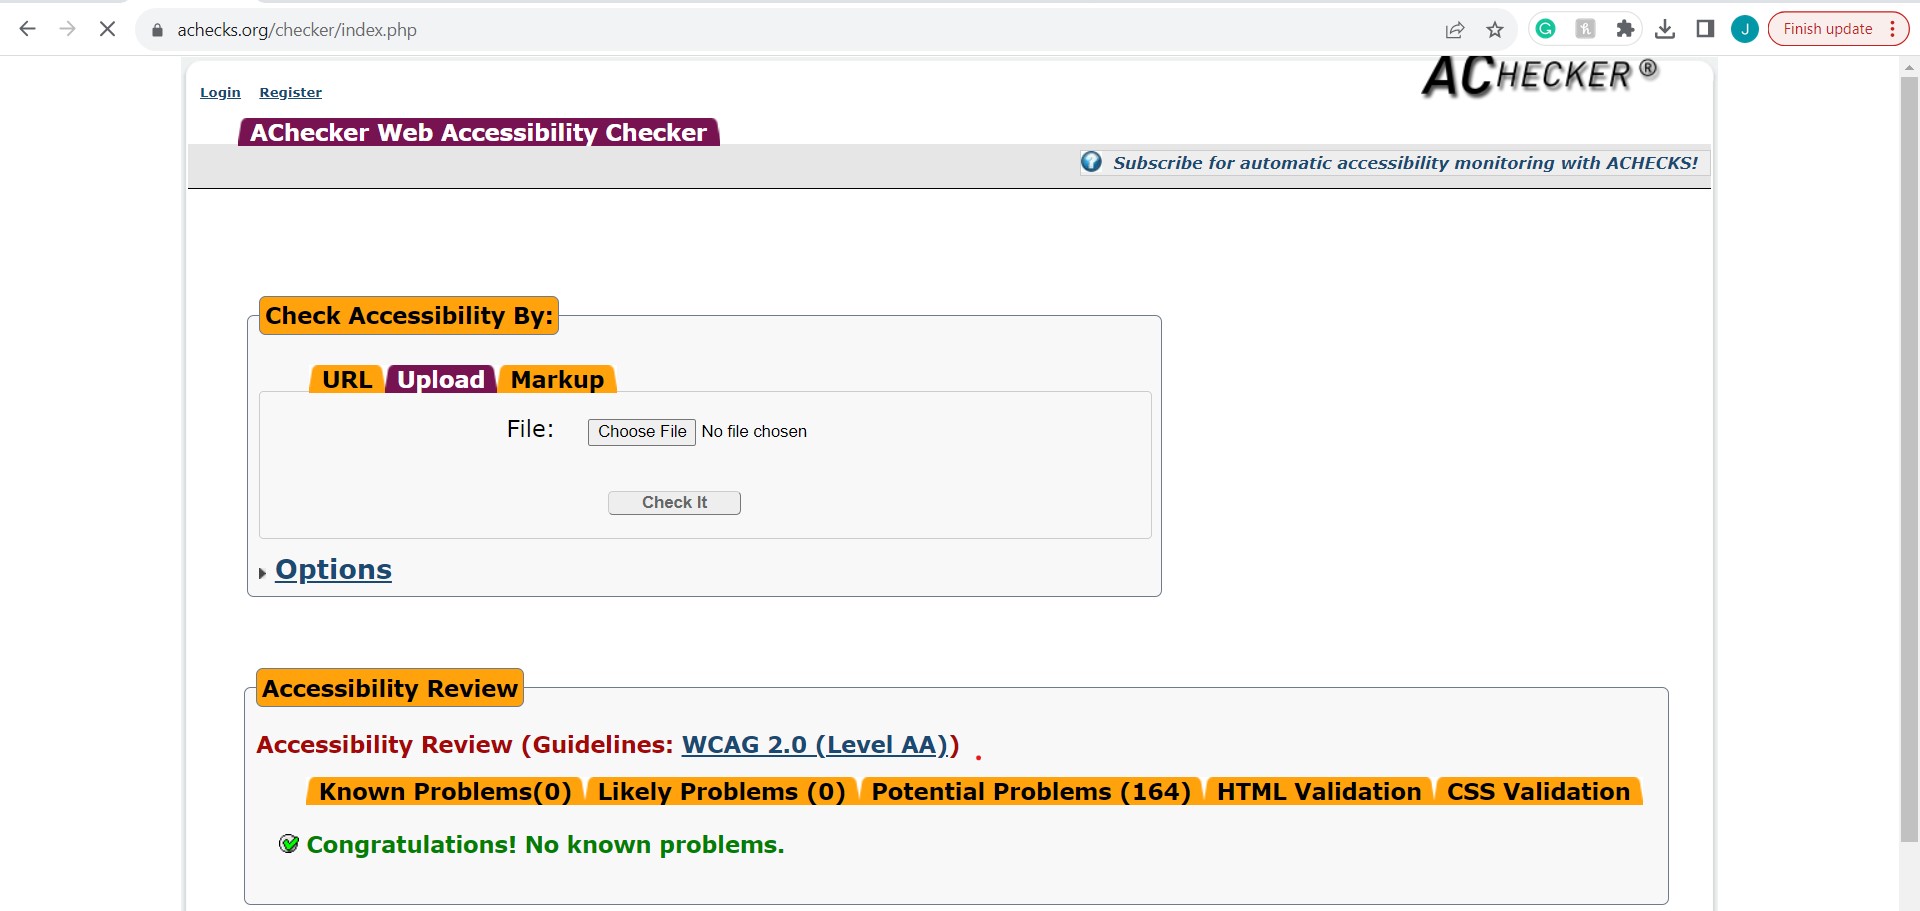 achecks.org/checker/index.php
J
Finish update
ACHECKER ®
Login Register
AChecker Web Accessibility Checker
Subscribe for automatic accessibility monitoring with ACHECKS!
Check Accessibility By:
URL Upload Markup
File: Choose File No file chosen
Check It
Options
Accessibility Review
Accessibility Review (Guidelines: WCAG 2.0 (Level AA))
Known Problems(0) Likely Problems (0) Potential Problems (164) HTML Validation CSS Validation
Congratulations! No known problems.